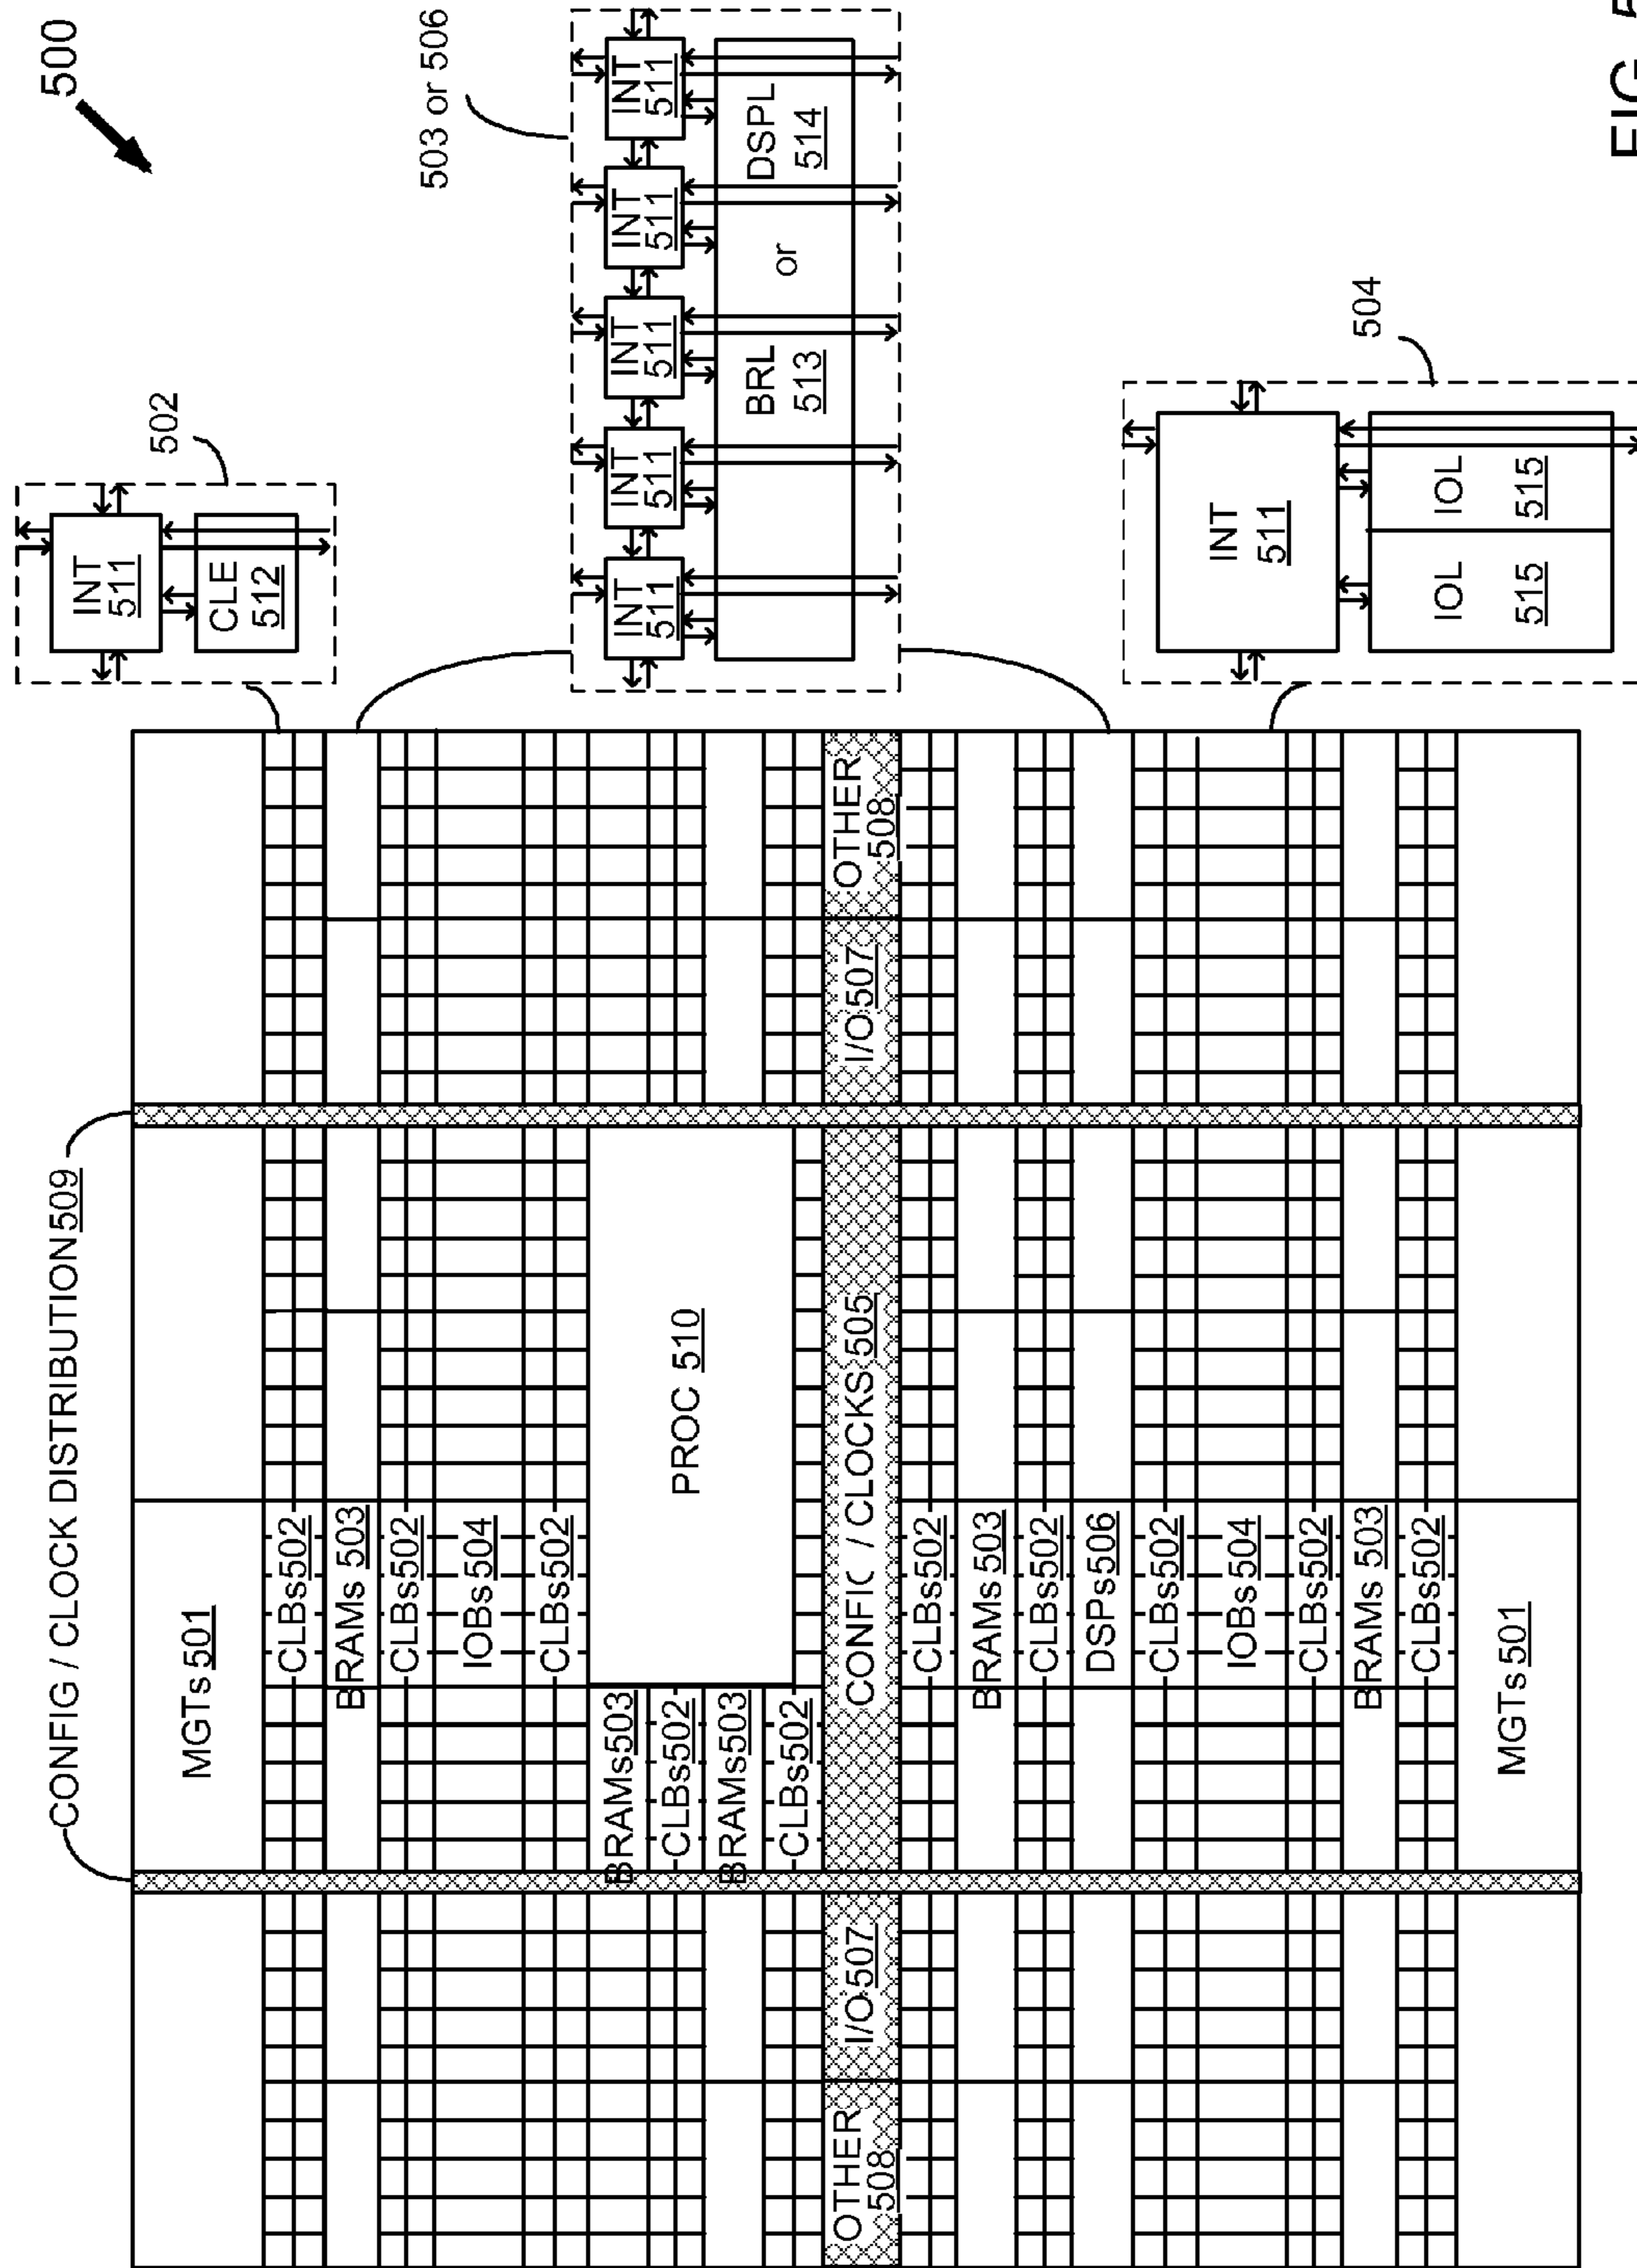 500
CONFIG / CLOCK DISTRIBUTION 509
MGTs 501
CLBs 502
BRAMs 503
CLBs 502
IOBs 504
CLBs 502
BRAMs 503
CLBs 502
BRAMs 503
CLBs 502
PROC 510
OTHER
508
I/O 507
CONFIG / CLOCKS 505
I/O 507
OTHER
508
CLBs 502
BRAMs 503
CLBs 502
DSPs 506
CLBs 502
IOBs 504
CLBs 502
BRAMs 503
CLBs 502
MGTs 501
502
INT
511
CLE
512
503 or 506
INT
511
INT
511
INT
511
INT
511
INT
511
BRL
513
or
DSPL
514
504
INT
511
IOL
515
IOL
515
FIG. 5